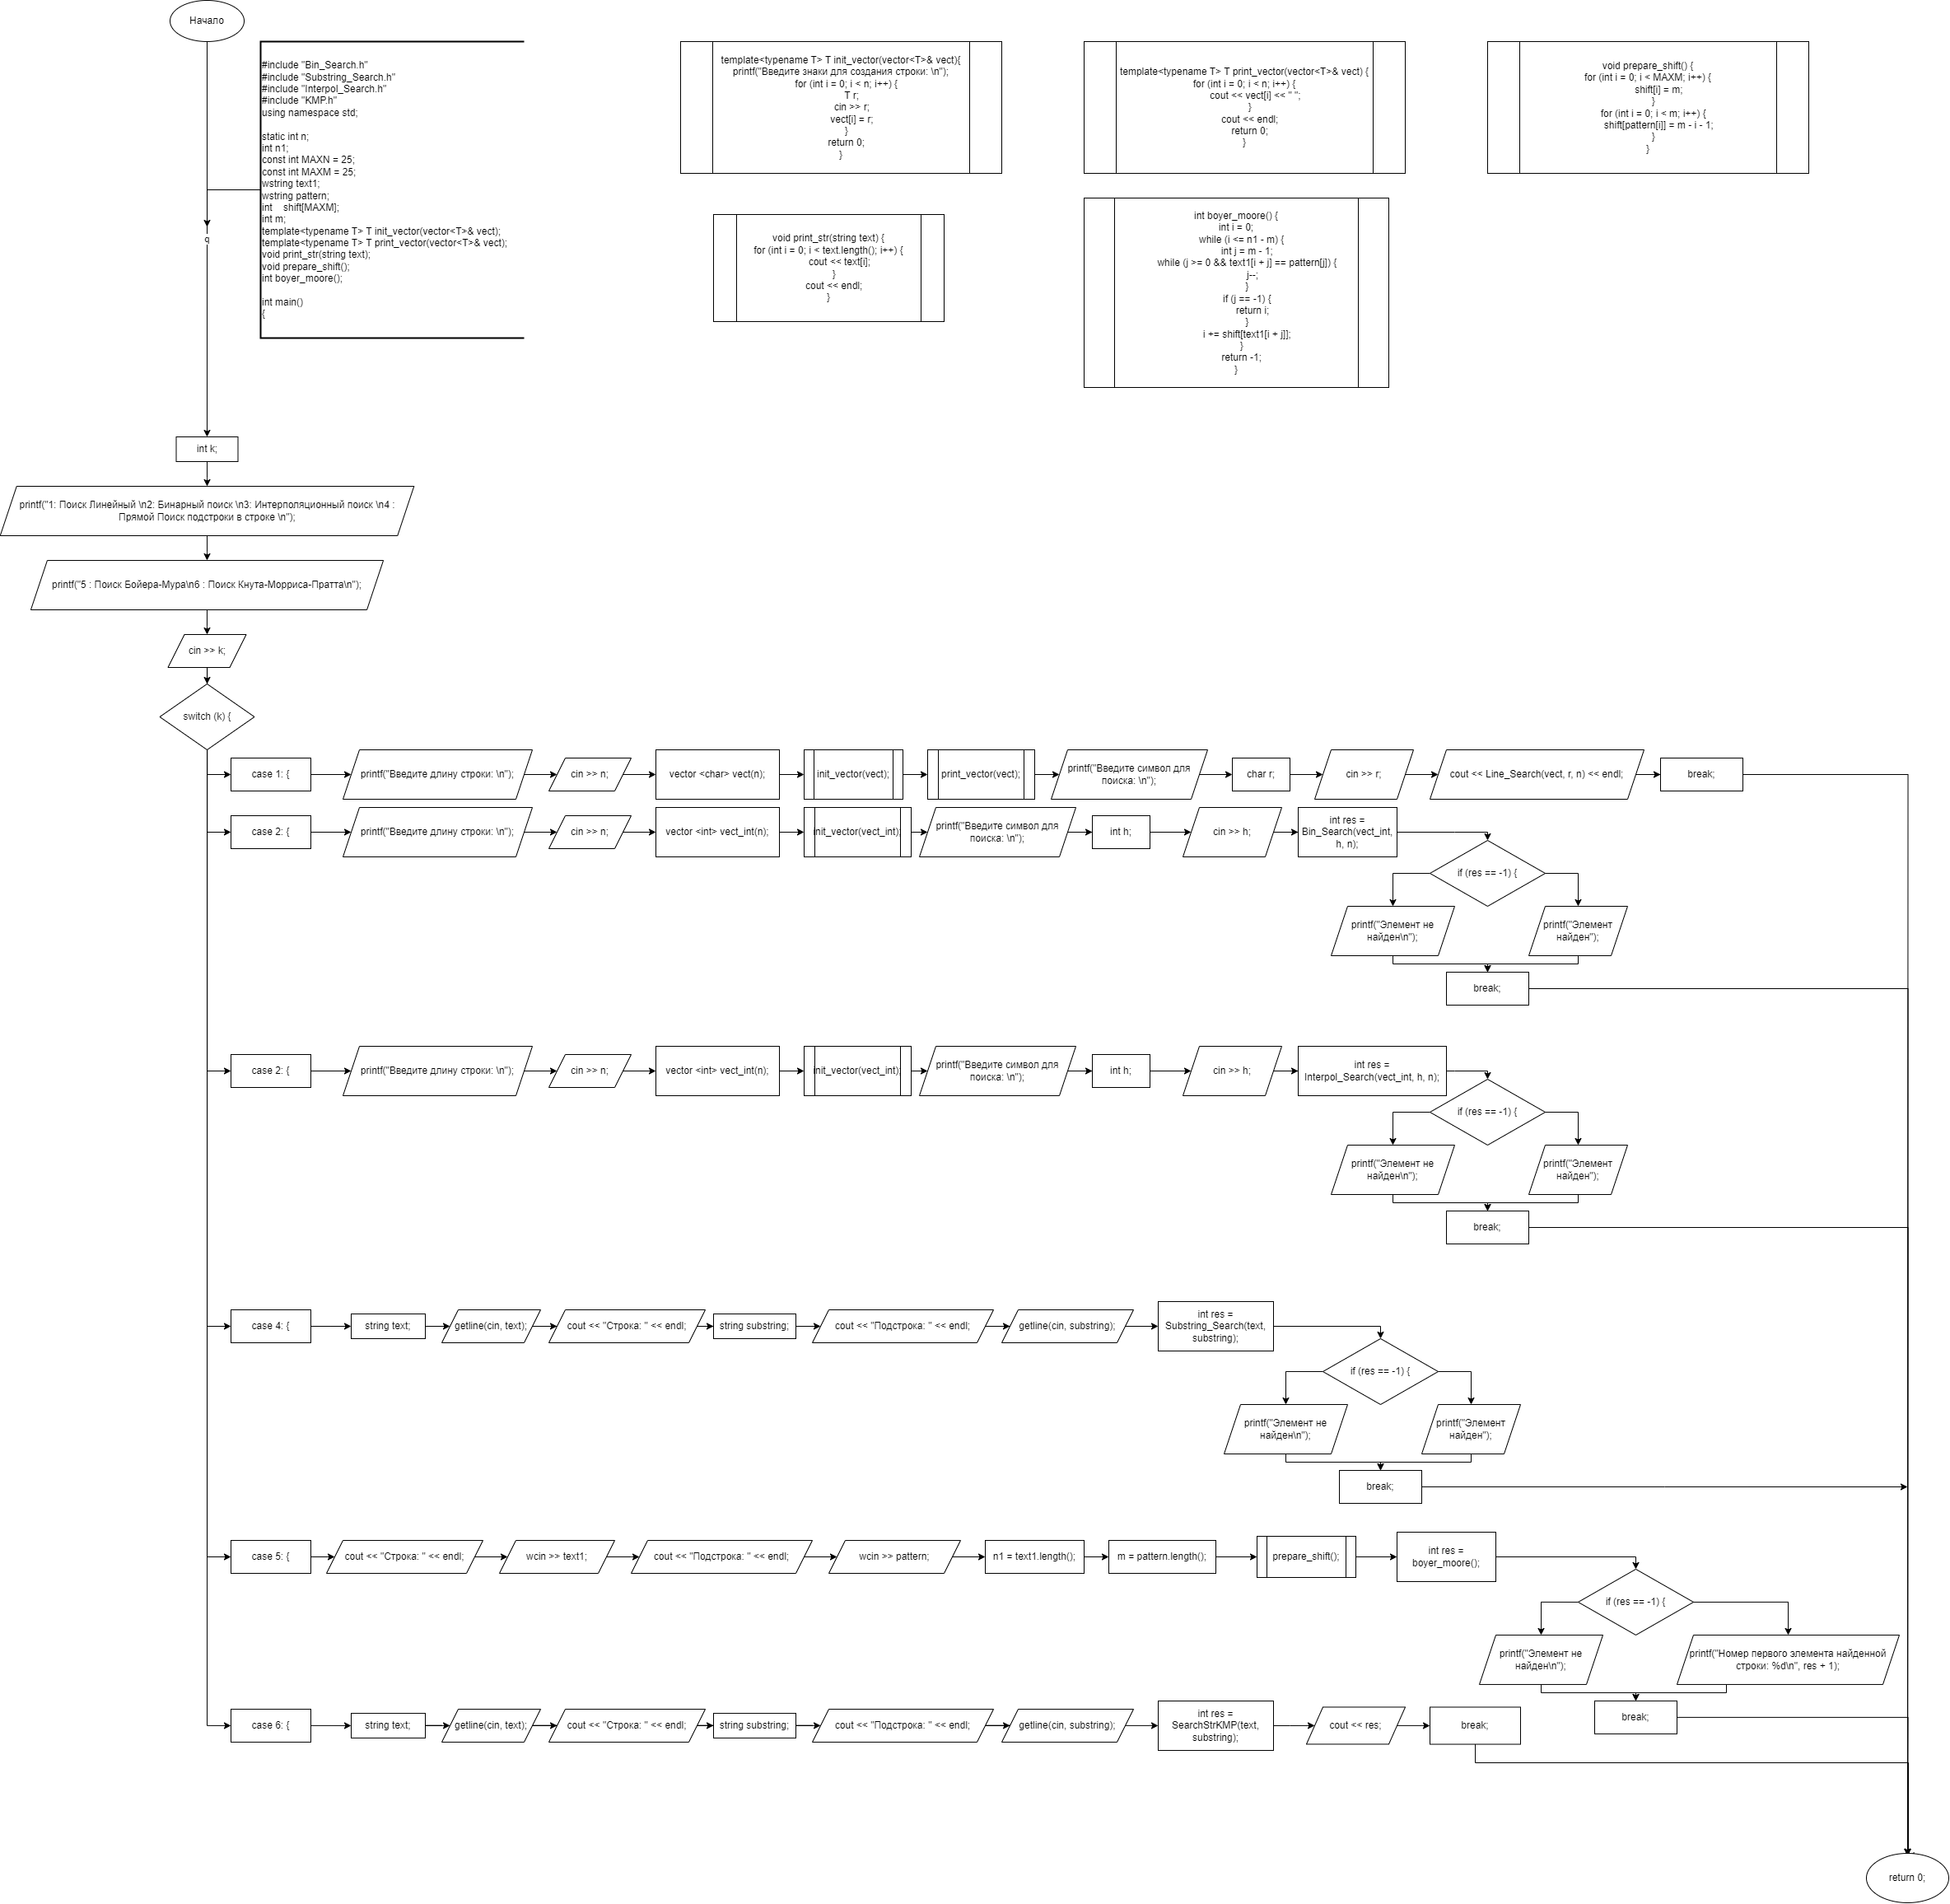 Начало
#include "Bin_Search.h"
#include "Substring_Search.h"
#include "Interpol_Search.h"
#include "KMP.h"
using namespace std;
static int n;
int n1;
const int MAXN = 25;
const int MAXM = 25;
wstring text1;
wstring pattern;
int    shift[MAXM];
int m;
template<typename T> T init_vector(vector<T>& vect);
template<typename T> T print_vector(vector<T>& vect);
void print_str(string text);
void prepare_shift();
int boyer_moore();
int main()
{
q
template<typename T> T init_vector(vector<T>& vect){
printf("Введите знаки для создания строки: \n");
for (int i = 0; i < n; i++) {
T r;
cin >> r;
vect[i] = r;
}
return 0;
}
template<typename T> T print_vector(vector<T>& vect) {
for (int i = 0; i < n; i++) {
cout << vect[i] << " ";
}
cout << endl;
return 0;
}
void prepare_shift() {
for (int i = 0; i < MAXM; i++) {
shift[i] = m;
}
for (int i = 0; i < m; i++) {
shift[pattern[i]] = m - i - 1;
}
}
void print_str(string text) {
for (int i = 0; i < text.length(); i++) {
cout << text[i];
}
cout << endl;
}
int boyer_moore() {
int i = 0;
while (i <= n1 - m) {
int j = m - 1;
while (j >= 0 && text1[i + j] == pattern[j]) {
j--;
}
if (j == -1) {
return i;
}
i += shift[text1[i + j]];
}
return -1;
}
int k;
printf("1: Поиск Линейный \n2: Бинарный поиск \n3: Интерполяционный поиск \n4 :
Прямой Поиск подстроки в строке \n");
printf("5 : Поиск Бойера-Мура\n6 : Поиск Кнута-Морриса-Пратта\n");
cin >> k;
switch (k) {
case 1: {
printf("Введите длину строки: \n");
cin >> n;
vector <char> vect(n);
init_vector(vect);
print_vector(vect);
printf("Введите символ для
поиска: \n");
char r;
cin >> r;
cout << Line_Search(vect, r, n) << endl;
break;
case 2: {
printf("Введите длину строки: \n");
cin >> n;
vector <int> vect_int(n);
init_vector(vect_int);
printf("Введите символ для
поиска: \n");
int h;
cin >> h;
int res =
Bin_Search(vect_int,
h, n);
if (res == -1) {
printf("Элемент не
найден\n");
printf("Элемент
найден");
break;
case 2: {
printf("Введите длину строки: \n");
cin >> n;
vector <int> vect_int(n);
init_vector(vect_int);
printf("Введите символ для
поиска: \n");
int h;
cin >> h;
int res =
Interpol_Search(vect_int, h, n);
if (res == -1) {
printf("Элемент не
найден\n");
printf("Элемент
найден");
break;
case 4: {
string text;
getline(cin, text);
cout << "Строка: " << endl;
string substring;
cout << "Подстрока: " << endl;
getline(cin, substring);
int res =
Substring_Search(text,
substring);
if (res == -1) {
printf("Элемент не
найден\n");
printf("Элемент
найден");
break;
case 5: {
cout << "Строка: " << endl;
wcin >> text1;
cout << "Подстрока: " << endl;
wcin >> pattern;
n1 = text1.length();
m = pattern.length();
prepare_shift();
int res =
boyer_moore();
if (res == -1) {
printf("Элемент не
найден\n");
printf("Номер первого элемента найденной
строки: %d\n", res + 1);
break;
case 6: {
string text;
getline(cin, text);
cout << "Строка: " << endl;
string substring;
cout << "Подстрока: " << endl;
getline(cin, substring);
int res =
SearchStrKMP(text,
substring);
cout << res;
break;
return 0;